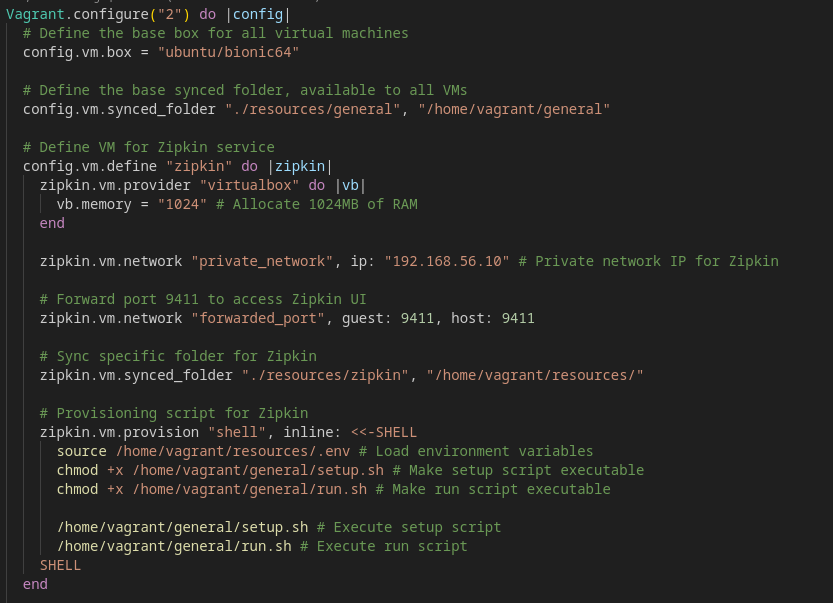 Vagrant.configure("2") do |config|
  # Define the base box for all virtual machines
  config.vm.box = "ubuntu/bionic64"

  # Define the base synced folder, available to all VMs
  config.vm.synced_folder "./resources/general", "/home/vagrant/general"

  # Define VM for Zipkin service
  config.vm.define "zipkin" do |zipkin|
    zipkin.vm.provider "virtualbox" do |vb|
      vb.memory = "1024" # Allocate 1024MB of RAM
    end

    zipkin.vm.network "private_network", ip: "192.168.56.10" # Private network IP for Zipkin

    # Forward port 9411 to access Zipkin UI
    zipkin.vm.network "forwarded_port", guest: 9411, host: 9411

    # Sync specific folder for Zipkin
    zipkin.vm.synced_folder "./resources/zipkin", "/home/vagrant/resources/"

    # Provisioning script for Zipkin
    zipkin.vm.provision "shell", inline: <<-SHELL
      source /home/vagrant/resources/.env # Load environment variables
      chmod +x /home/vagrant/general/setup.sh # Make setup script executable
      chmod +x /home/vagrant/general/run.sh # Make run script executable

      /home/vagrant/general/setup.sh # Execute setup script
      /home/vagrant/general/run.sh # Execute run script
    SHELL
  end